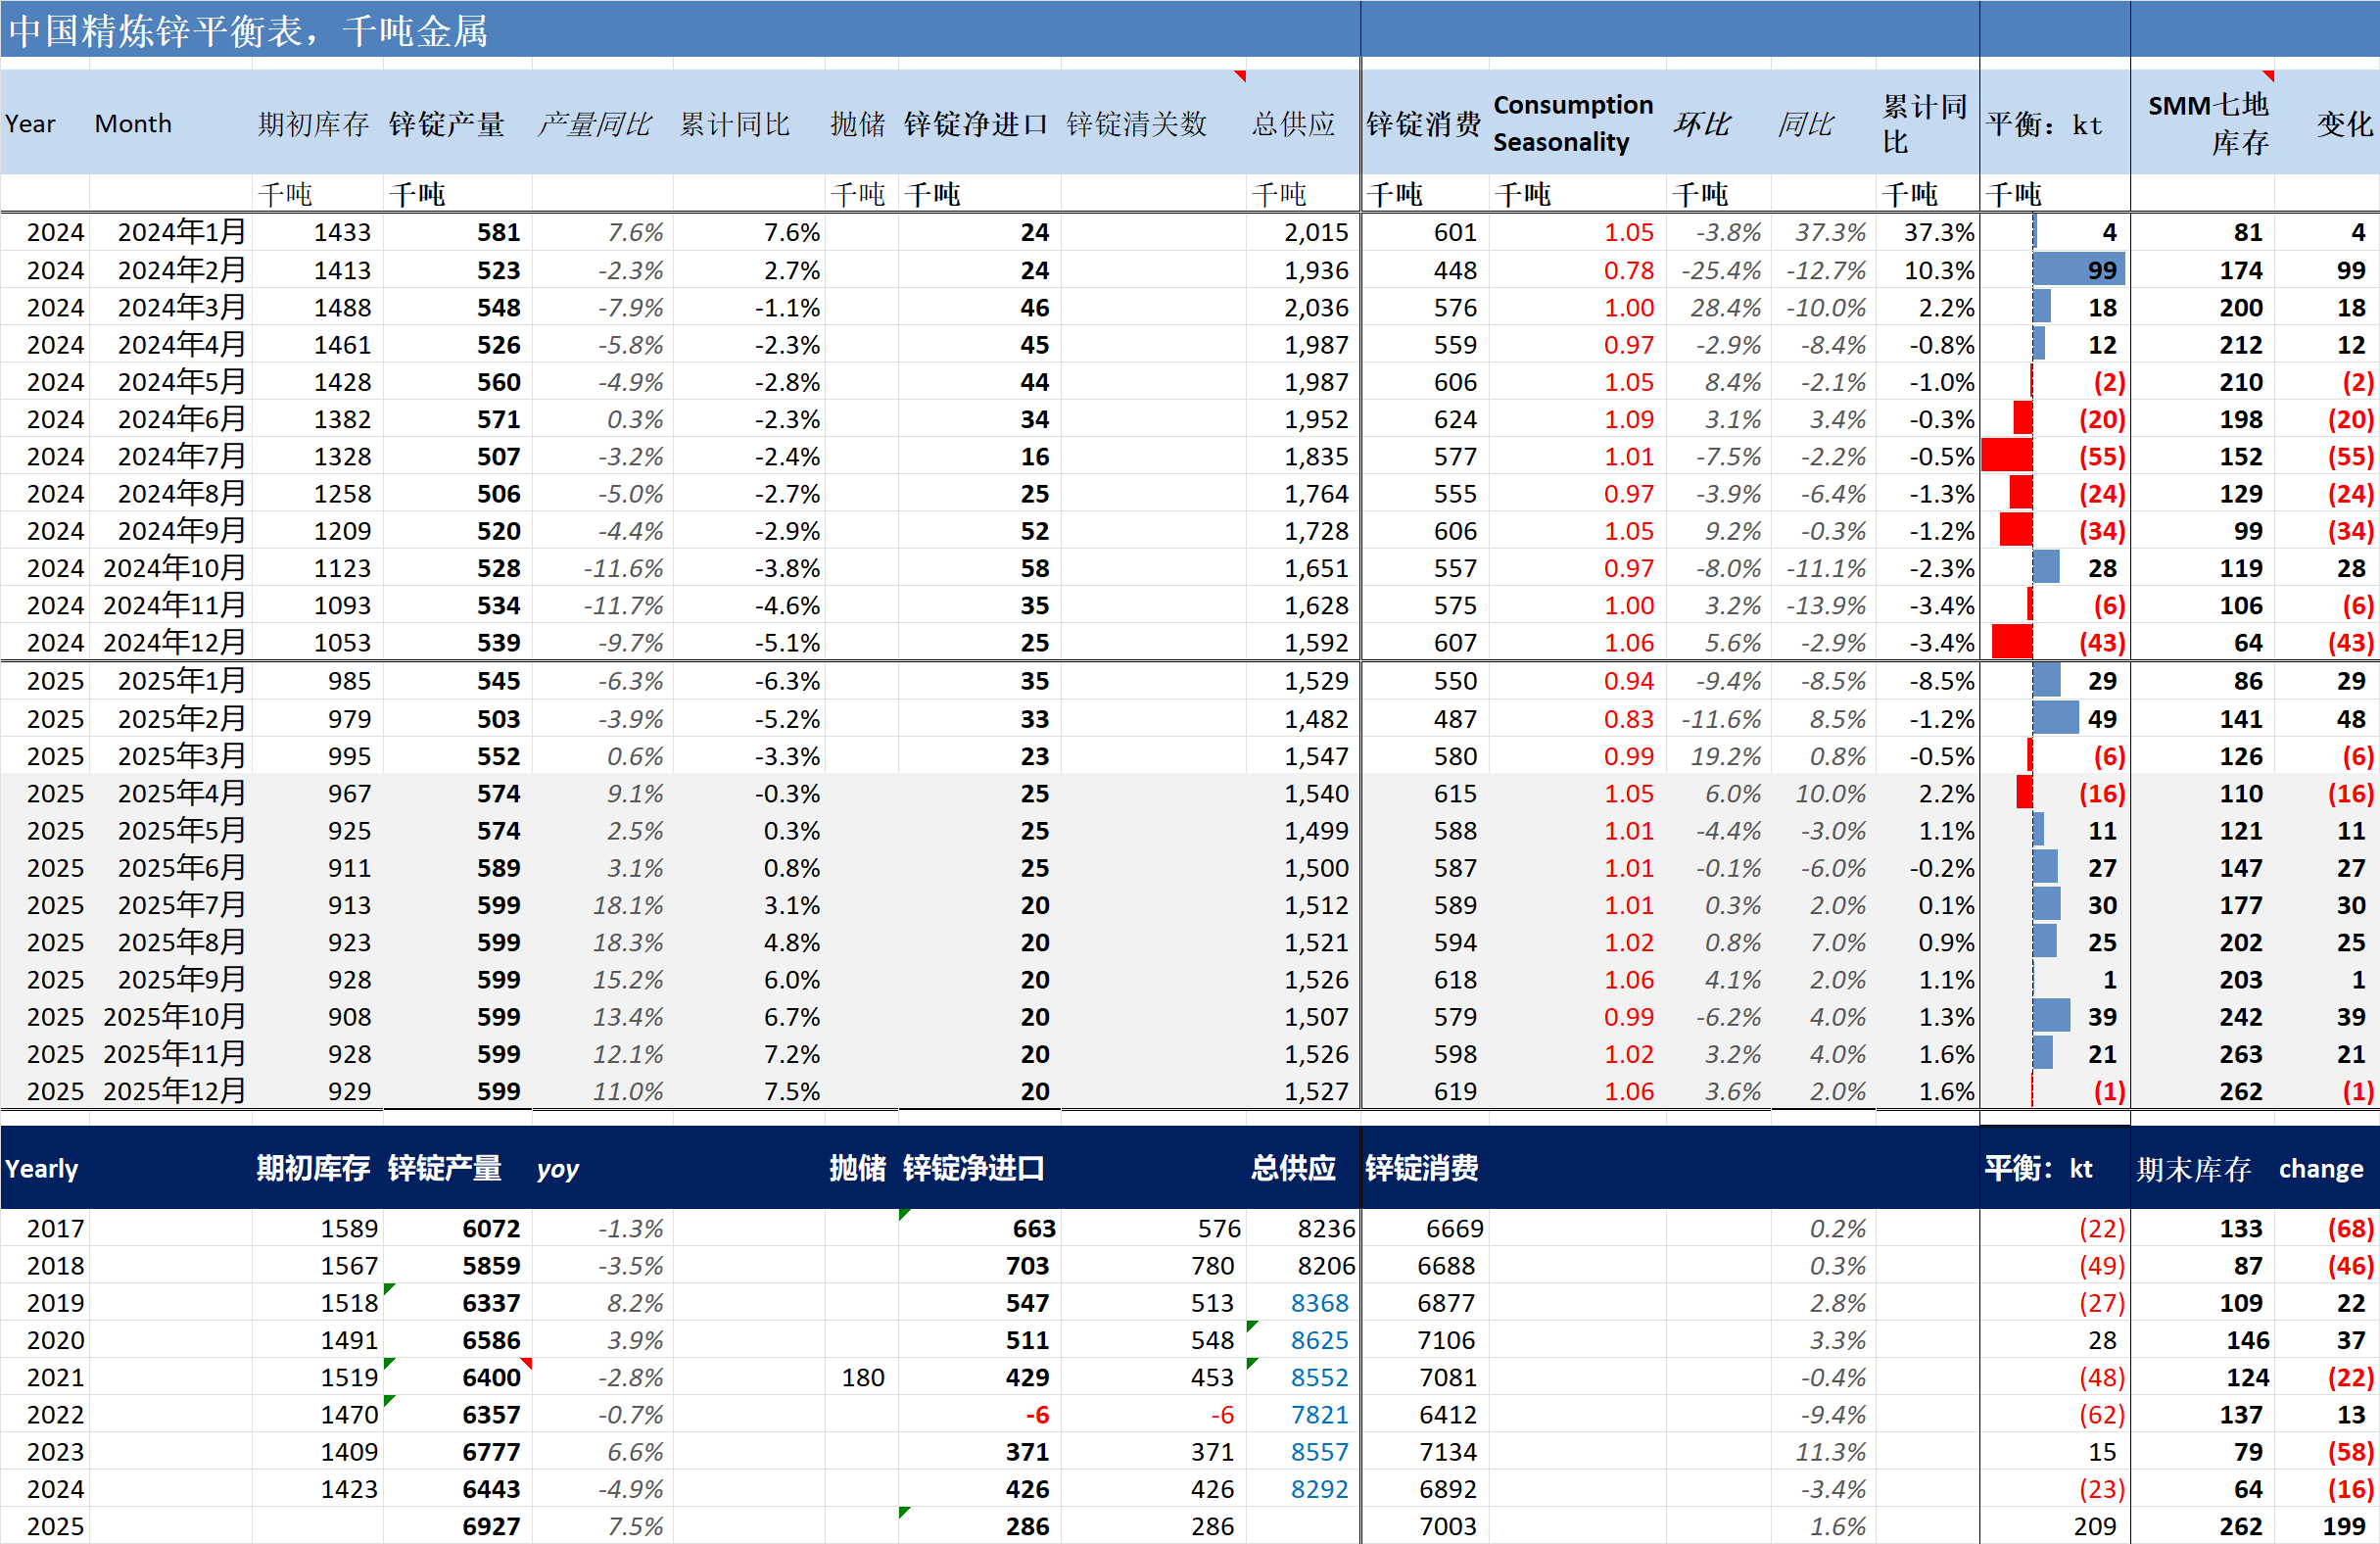 中国精炼锌平衡表，千吨金属
Year Month 期初库存 锌锭产量 产量同比 累计同比 抛储 锌锭净进口 锌锭清关数 总供应 锌锭消费 Consumption Seasonality 环比 同比 累计同比 平衡：kt SMM七地库存 变化
千吨 千吨 千吨 千吨 千吨 千吨 千吨 千吨 千吨 千吨
2024 2024年1月 1433 581 7.6% 7.6% 24 2,015 601 1.05 -3.8% 37.3% 37.3% 4 81 4
2024 2024年2月 1413 523 -2.3% 2.7% 24 1,936 448 0.78 -25.4% -12.7% 10.3% 99 174 99
2024 2024年3月 1488 548 -7.9% -1.1% 46 2,036 576 1.00 28.4% -10.0% 2.2% 18 200 18
2024 2024年4月 1461 526 -5.8% -2.3% 45 1,987 559 0.97 -2.9% -8.4% -0.8% 12 212 12
2024 2024年5月 1428 560 -4.9% -2.8% 44 1,987 606 1.05 8.4% -2.1% -1.0% (2) 210 (2)
2024 2024年6月 1382 571 0.3% -2.3% 34 1,952 624 1.09 3.1% 3.4% -0.3% (20) 198 (20)
2024 2024年7月 1328 507 -3.2% -2.4% 16 1,835 577 1.01 -7.5% -2.2% -0.5% (55) 152 (55)
2024 2024年8月 1258 506 -5.0% -2.7% 25 1,764 555 0.97 -3.9% -6.4% -1.3% (24) 129 (24)
2024 2024年9月 1209 520 -4.4% -2.9% 52 1,728 606 1.05 9.2% -0.3% -1.2% (34) 99 (34)
2024 2024年10月 1123 528 -11.6% -3.8% 58 1,651 557 0.97 -8.0% -11.1% -2.3% 28 119 28
2024 2024年11月 1093 534 -11.7% -4.6% 35 1,628 575 1.00 3.2% -13.9% -3.4% (6) 106 (6)
2024 2024年12月 1053 539 -9.7% -5.1% 25 1,592 607 1.06 5.6% -2.9% -3.4% (43) 64 (43)
2025 2025年1月 985 545 -6.3% -6.3% 35 1,529 550 0.94 -9.4% -8.5% -8.5% 29 86 29
2025 2025年2月 979 503 -3.9% -5.2% 33 1,482 487 0.83 -11.6% 8.5% -1.2% 49 141 48
2025 2025年3月 995 552 0.6% -3.3% 23 1,547 580 0.99 19.2% 0.8% -0.5% (6) 126 (6)
2025 2025年4月 967 574 9.1% -0.3% 25 1,540 615 1.05 6.0% 10.0% 2.2% (16) 110 (16)
2025 2025年5月 925 574 2.5% 0.3% 25 1,499 588 1.01 -4.4% -3.0% 1.1% 11 121 11
2025 2025年6月 911 589 3.1% 0.8% 25 1,500 587 1.01 -0.1% -6.0% -0.2% 27 147 27
2025 2025年7月 913 599 18.1% 3.1% 20 1,512 589 1.01 0.3% 2.0% 0.1% 30 177 30
2025 2025年8月 923 599 18.3% 4.8% 20 1,521 594 1.02 0.8% 7.0% 0.9% 25 202 25
2025 2025年9月 928 599 15.2% 6.0% 20 1,526 618 1.06 4.1% 2.0% 1.1% 1 203 1
2025 2025年10月 908 599 13.4% 6.7% 20 1,507 579 0.99 -6.2% 4.0% 1.3% 39 242 39
2025 2025年11月 928 599 12.1% 7.2% 20 1,526 598 1.02 3.2% 4.0% 1.6% 21 263 21
2025 2025年12月 929 599 11.0% 7.5% 20 1,527 619 1.06 3.6% 2.0% 1.6% (1) 262 (1)
Yearly 期初库存 锌锭产量 yoy 抛储 锌锭净进口 总供应 锌锭消费 平衡：kt 期末库存 change
2017 1589 6072 -1.3% 663 576 8236 6669 0.2% (22) 133 (68)
2018 1567 5859 -3.5% 703 780 8206 6688 0.3% (49) 87 (46)
2019 1518 6337 8.2% 547 513 8368 6877 2.8% (27) 109 22
2020 1491 6586 3.9% 511 548 8625 7106 3.3% 28 146 37
2021 1519 6400 -2.8% 180 429 453 8552 7081 -0.4% (48) 124 (22)
2022 1470 6357 -0.7% -6 -6 7821 6412 -9.4% (62) 137 13
2023 1409 6777 6.6% 371 371 8557 7134 11.3% 15 79 (58)
2024 1423 6443 -4.9% 426 426 8292 6892 -3.4% (23) 64 (16)
2025 6927 7.5% 286 286 7003 1.6% 209 262 199